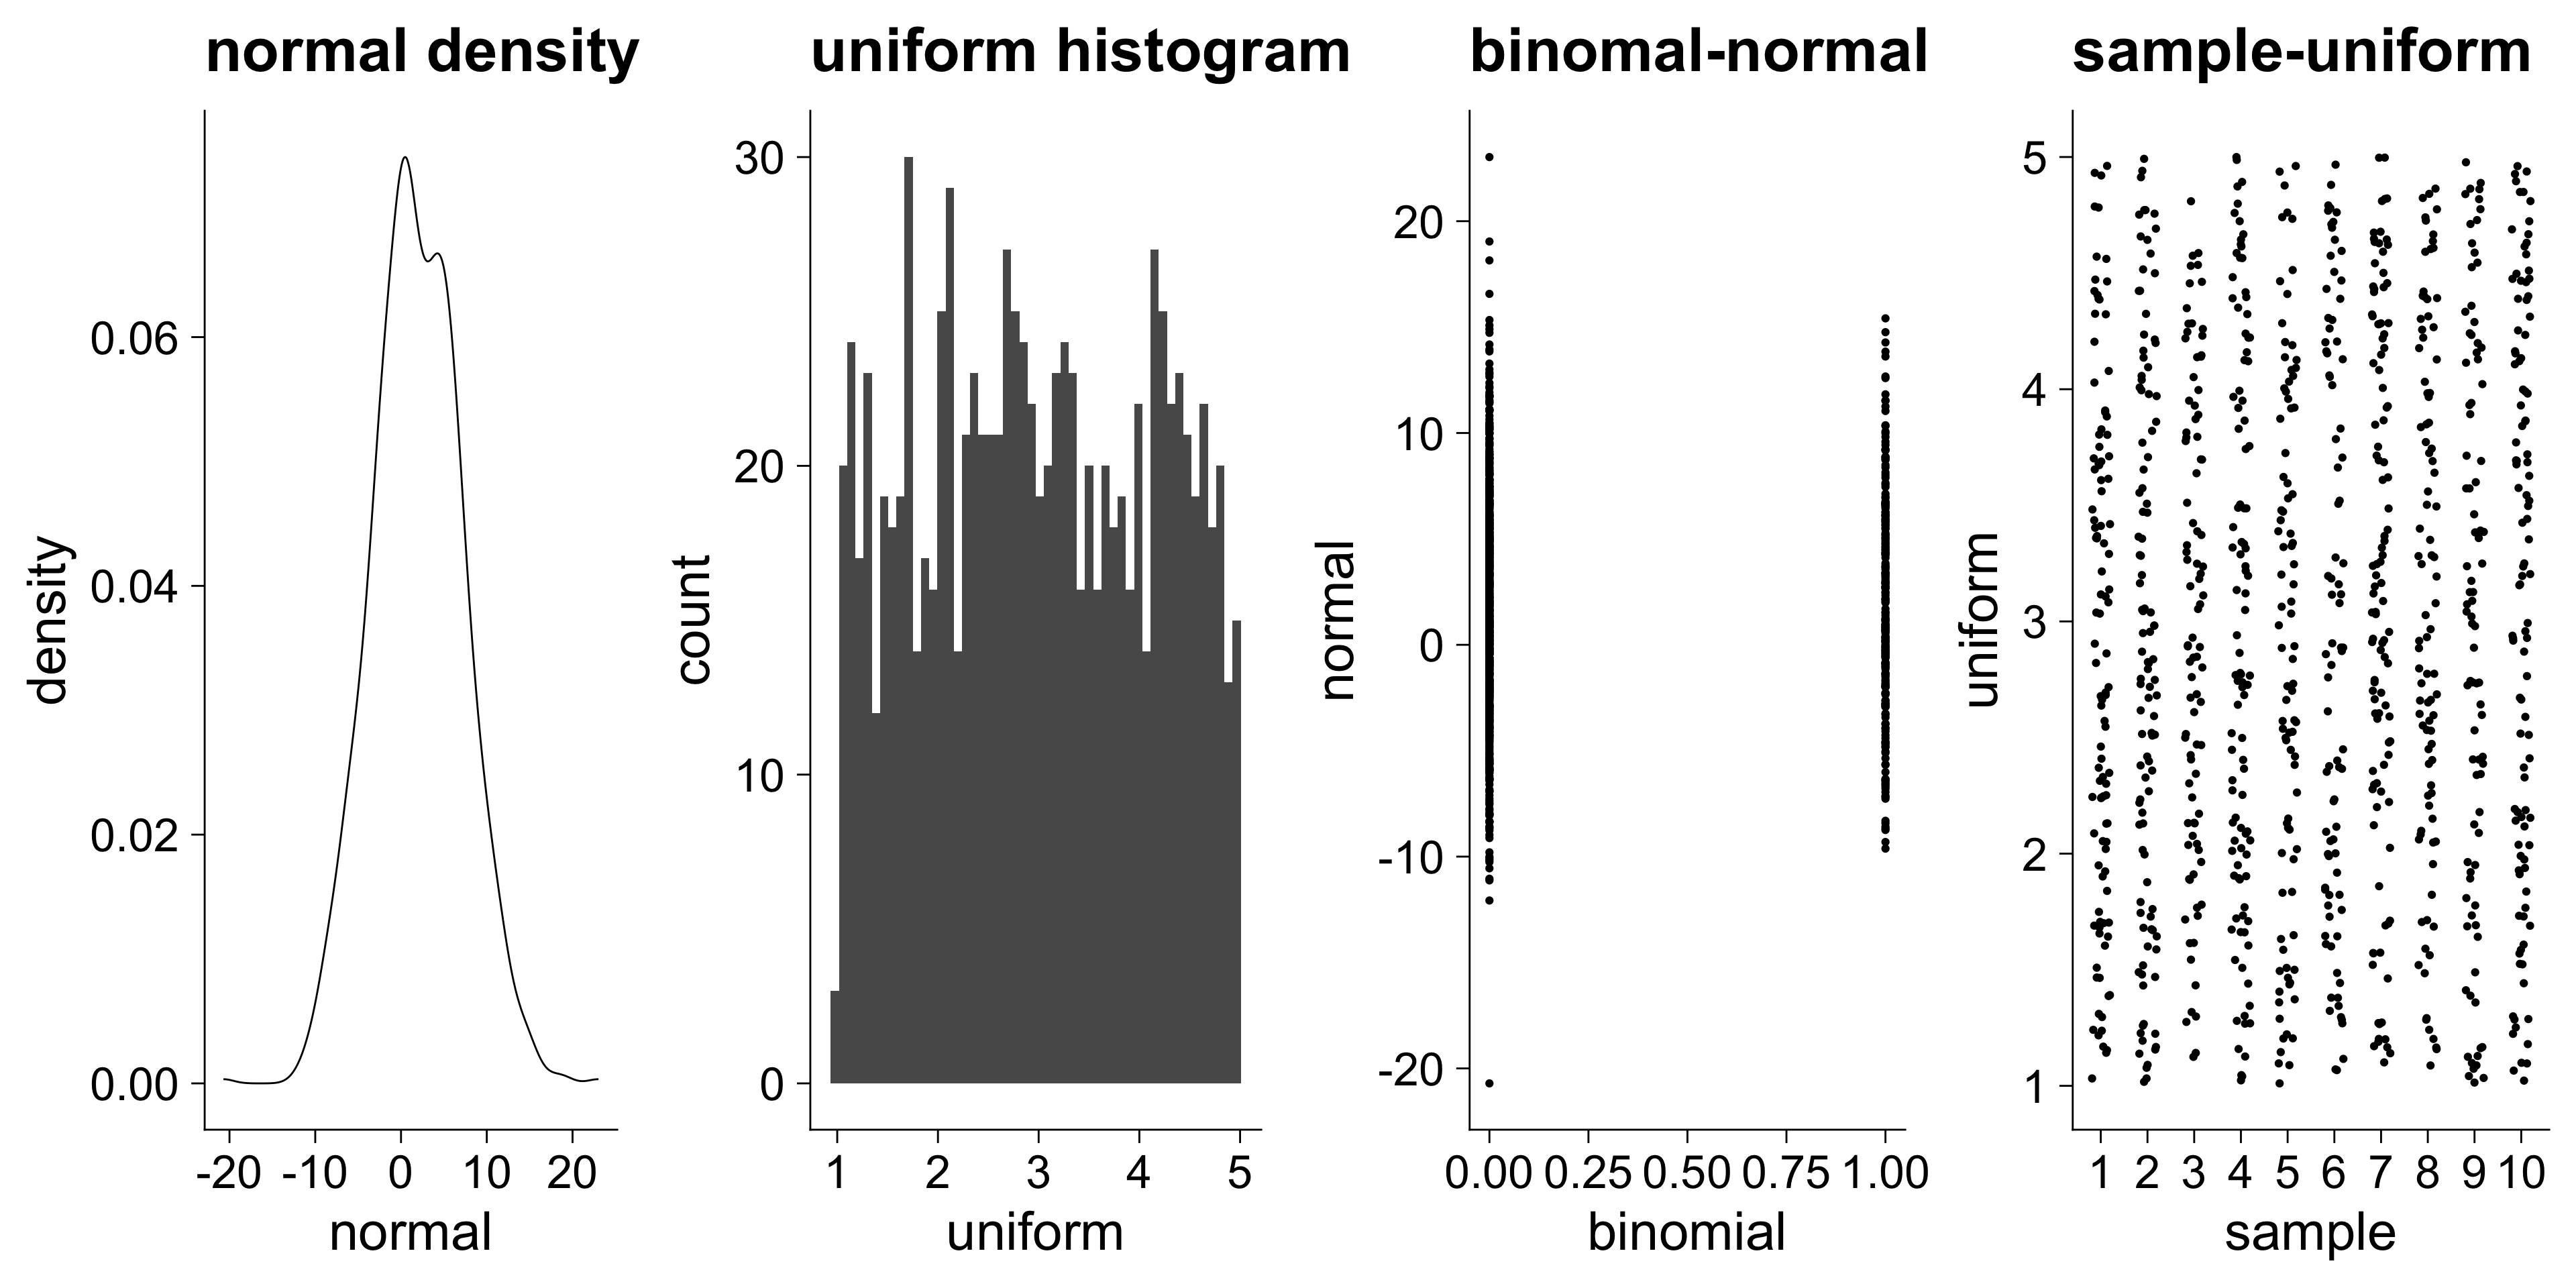 normal density
0.06
0.04
0.02
0.00
density
-20 -10 0 10 20
normal
uniform histogram
30
20
10
0
count
1 2 3 4 5
uniform
binomal-normal
20
10
0
-10
-20
normal
0.00 0.25 0.50 0.75 1.00
binomial
sample-uniform
5
4
3
2
1
uniform
1 2 3 4 5 6 7 8 9 10
sample